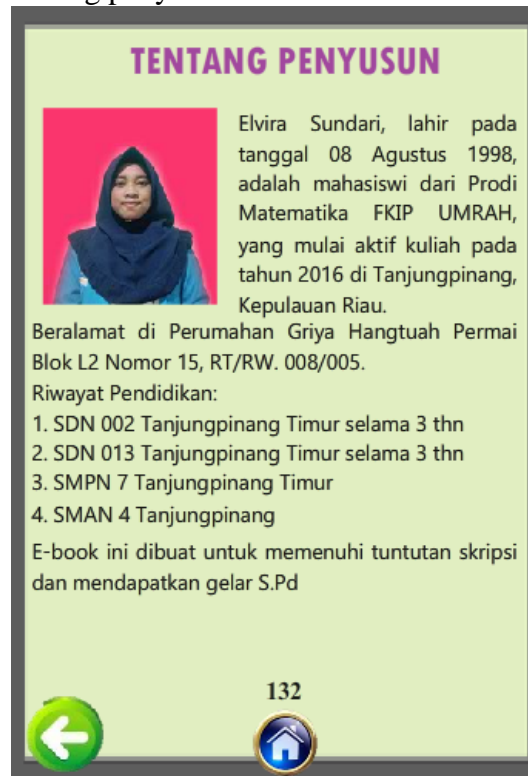 TENTANG PENYUSUN
Elvira Sundari, lahir pada
tanggal 08 Agustus 1998,
adalah mahasiswi dari Prodi
Matematika FKIP UMRAH,
yang mulai aktif kuliah pada
tahun 2016 di Tanjungpinang,
Kepulauan Riau.
Beralamat di Perumahan Griya Hangtuah Permai
Blok L2 Nomor 15, RT/RW. 008/005.
Riwayat Pendidikan:
1. SDN 002 Tanjungpinang Timur selama 3 thn
2. SDN 013 Tanjungpinang Timur selama 3 thn
3. SMPN 7 Tanjungpinang Timur
4. SMAN 4 Tanjungpinang
E-book ini dibuat untuk memenuhi tuntutan skripsi
dan mendapatkan gelar S.Pd
132